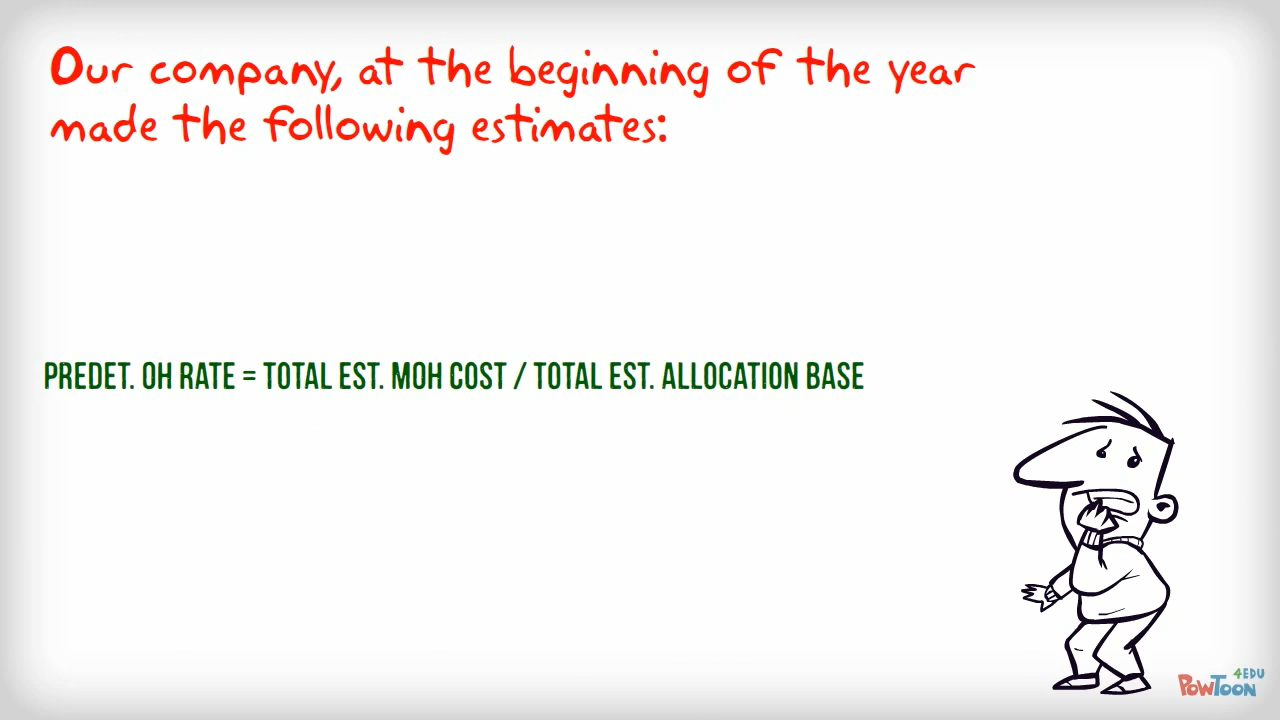 Our company, at the beginning of the year
made the following estimates:
PREDET. OH RATE = TOTAL EST. MOH COST / TOTAL EST. ALLOCATION BASE
4EDU
POWTOON